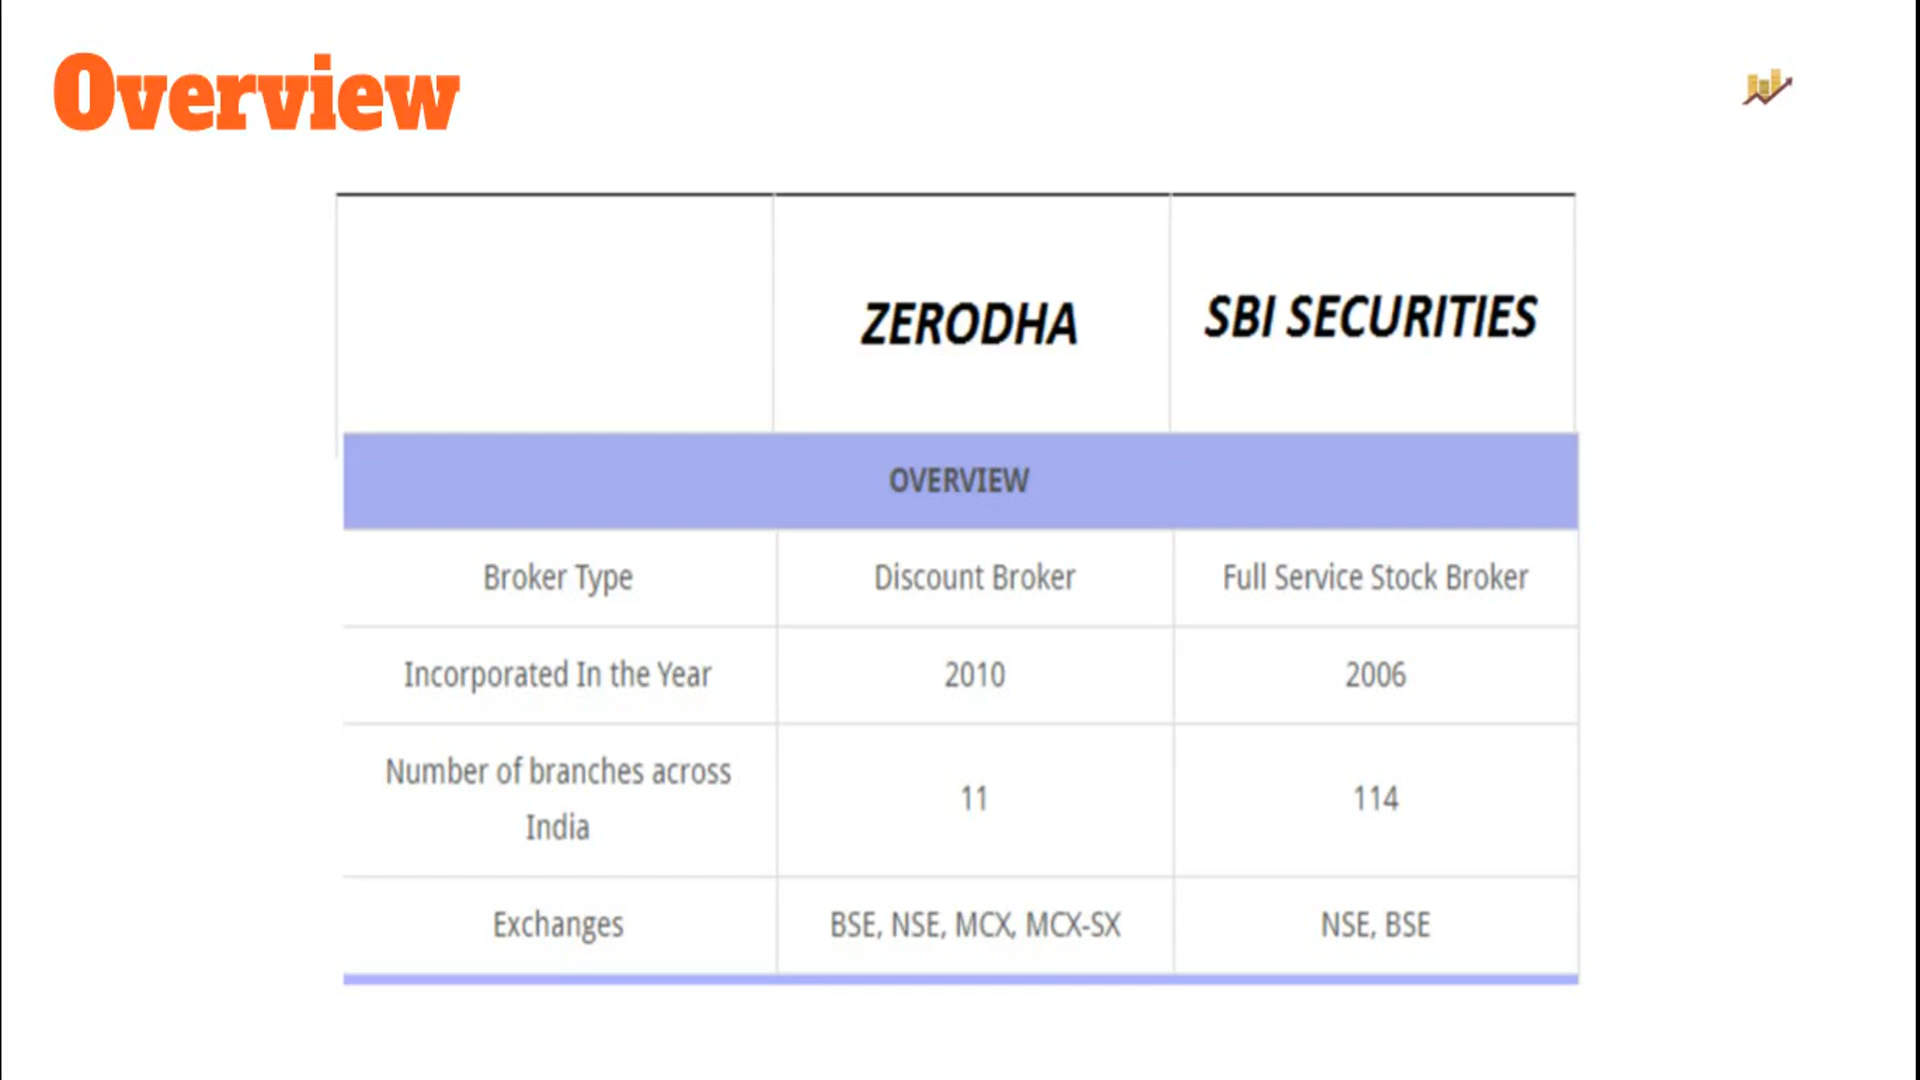 Overview
ZERODHA
SBI SECURITIES
OVERVIEW
Broker Type
Discount Broker
Full Service Stock Broker
Incorporated In the Year
2010
2006
Number of branches across
India
11
114
Exchanges
BSE, NSE, MCX, MCX-SX
NSE, BSE